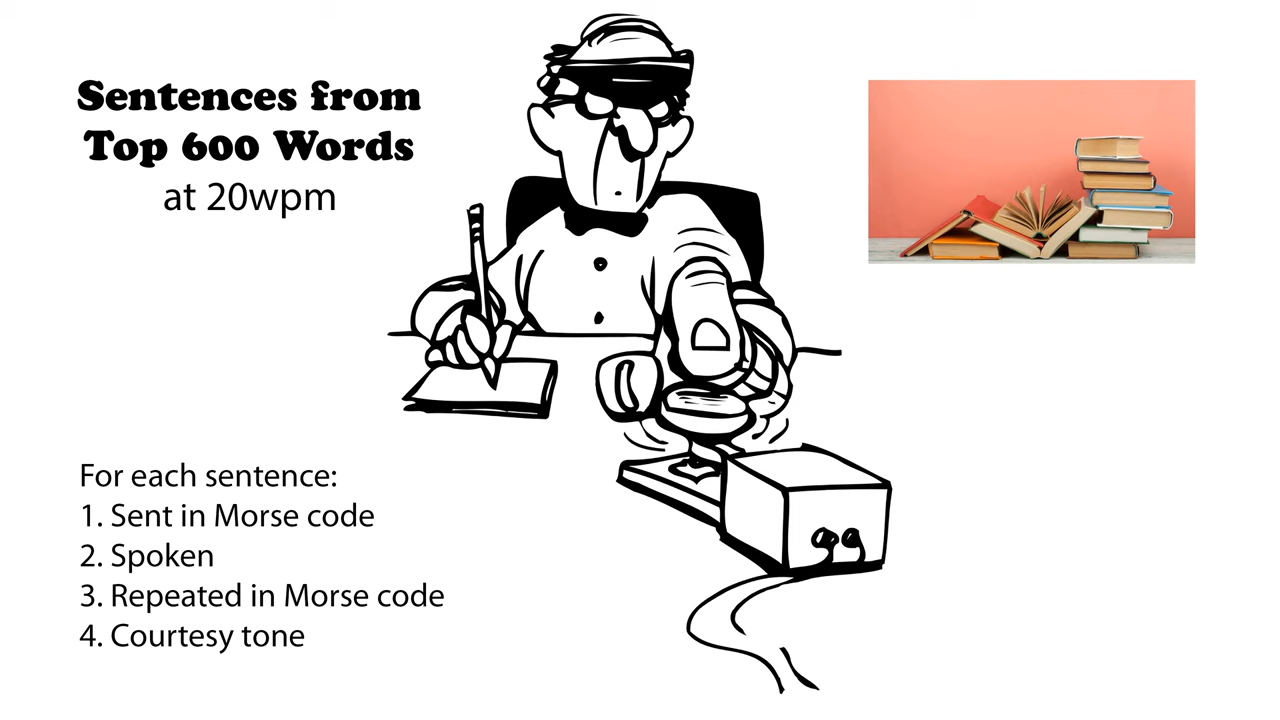 Sentences from
Top 600 Words
at 20wpm
For each sentence:
1. Sent in Morse code
2. Spoken
3. Repeated in Morse code
4. Courtesy tone